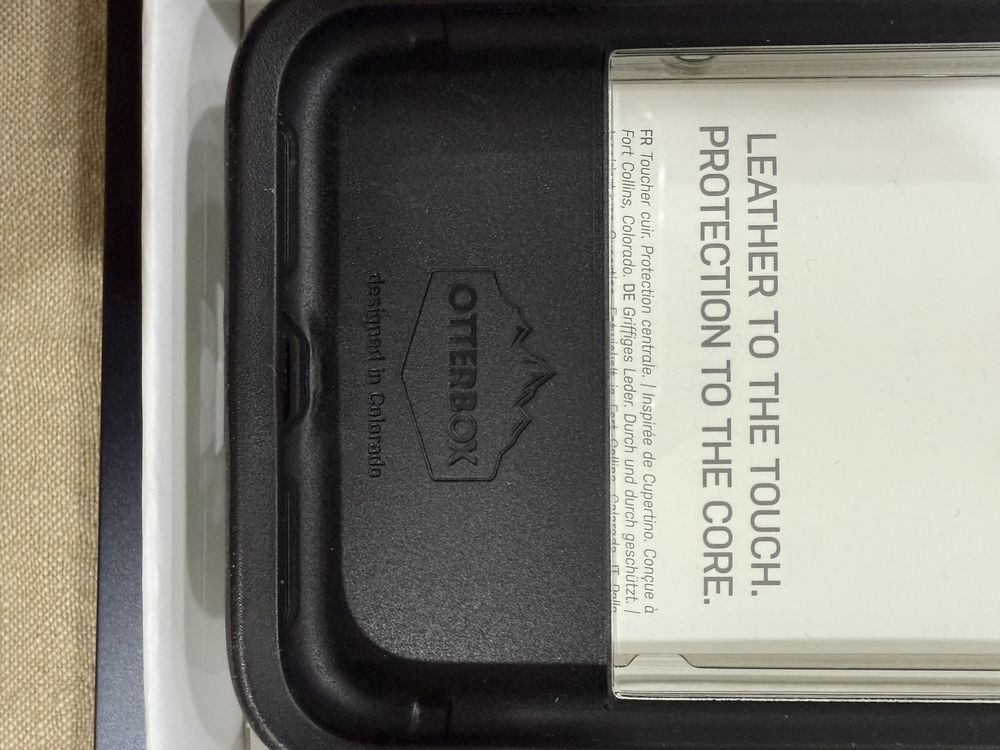 LEATHER TO THE TOUCH.
PROTECTION TO THE CORE.
FR Toucher cuir. Protection centrale. | Inspirée de Cupertino. Conçue à
Fort Collins, Colorado. DE Griffiges Leder. Durch und durch geschützt. |
OTTERBOX
designed in Colorado